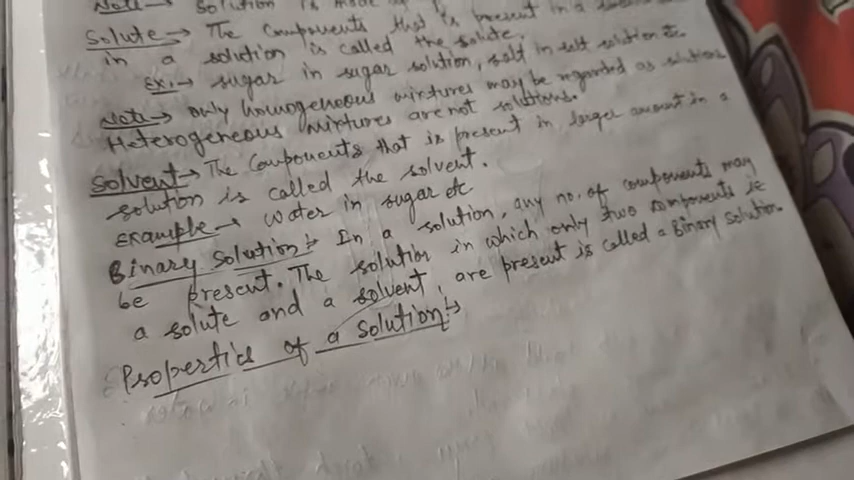 Note → Solution is made
Solute → The Components that is present in a
in a solution is called the solute.
Ex. → sugar in sugar solution, salt in salt solution etc.
Note → only homogeneous mixtures may be regarded as solutions
Heterogeneous mixtures are not solutions.
Solvent → The Components that is present in larger amount in a
solution is called the solvent.
Example → water in sugar etc
Binary solution :→ In a solution, any no. of components may
be present. The solution in which only two components ie
a solute and a solvent, are present is called a Binary solution.
Properties of a solution :→